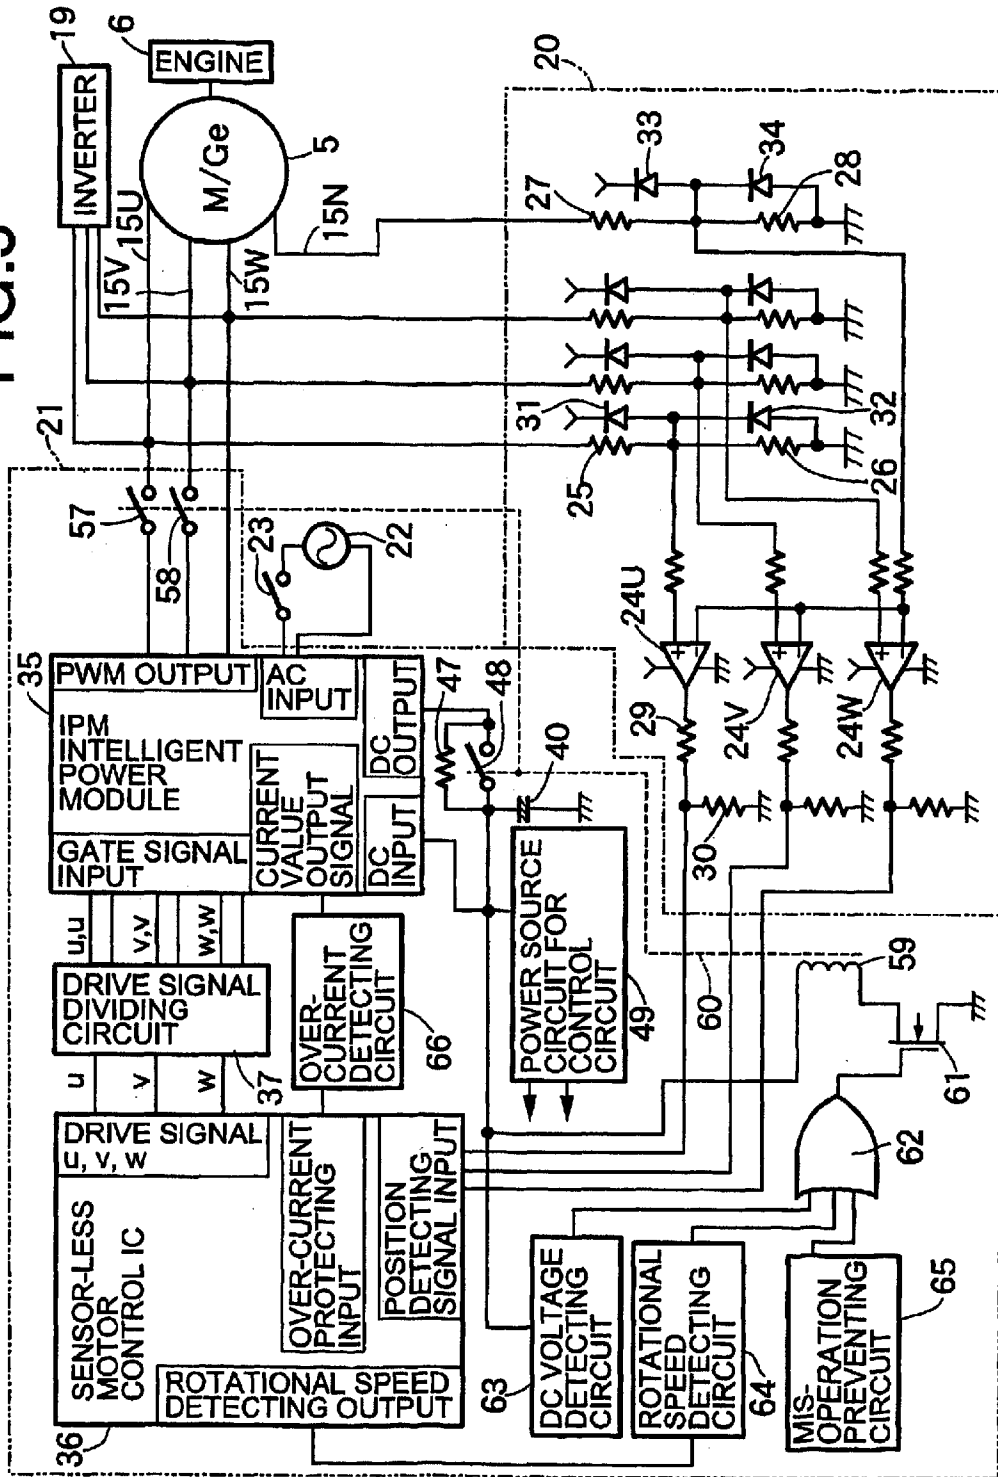 FIG.5
19
INVERTER
6
ENGINE
M/Ge
5
15U
15V
15W
15N
20
33
34
27
28
21
57
58
23
22
31
32
25
26
35
PWM OUTPUT
IPM
INTELLIGENT
POWER
MODULE
AC
INPUT
DC
OUTPUT
GATE SIGNAL
INPUT
CURRENT
VALUE
OUTPUT
SIGNAL
DC INPUT
47
48
40
24U
24V
24W
29
30
u,u
v,v
w,w
DRIVE SIGNAL
DIVIDING
CIRCUIT
37
u
v
w
OVER-
CURRENT
DETECTING
CIRCUIT
66
POWER SOURCE
CIRCUIT FOR
CONTROL
CIRCUIT
49
60
59
61
62
DRIVE SIGNAL
u, v, w
SENSOR-LESS
MOTOR
CONTROL IC
OVER-CURRENT
PROTECTING
INPUT
POSITION
DETECTING
SIGNAL INPUT
ROTATIONAL SPEED
DETECTING OUTPUT
36
DC VOLTAGE
DETECTING
CIRCUIT
63
ROTATIONAL
SPEED
DETECTING
CIRCUIT
64
MIS-
OPERATION
PREVENTING
CIRCUIT
65